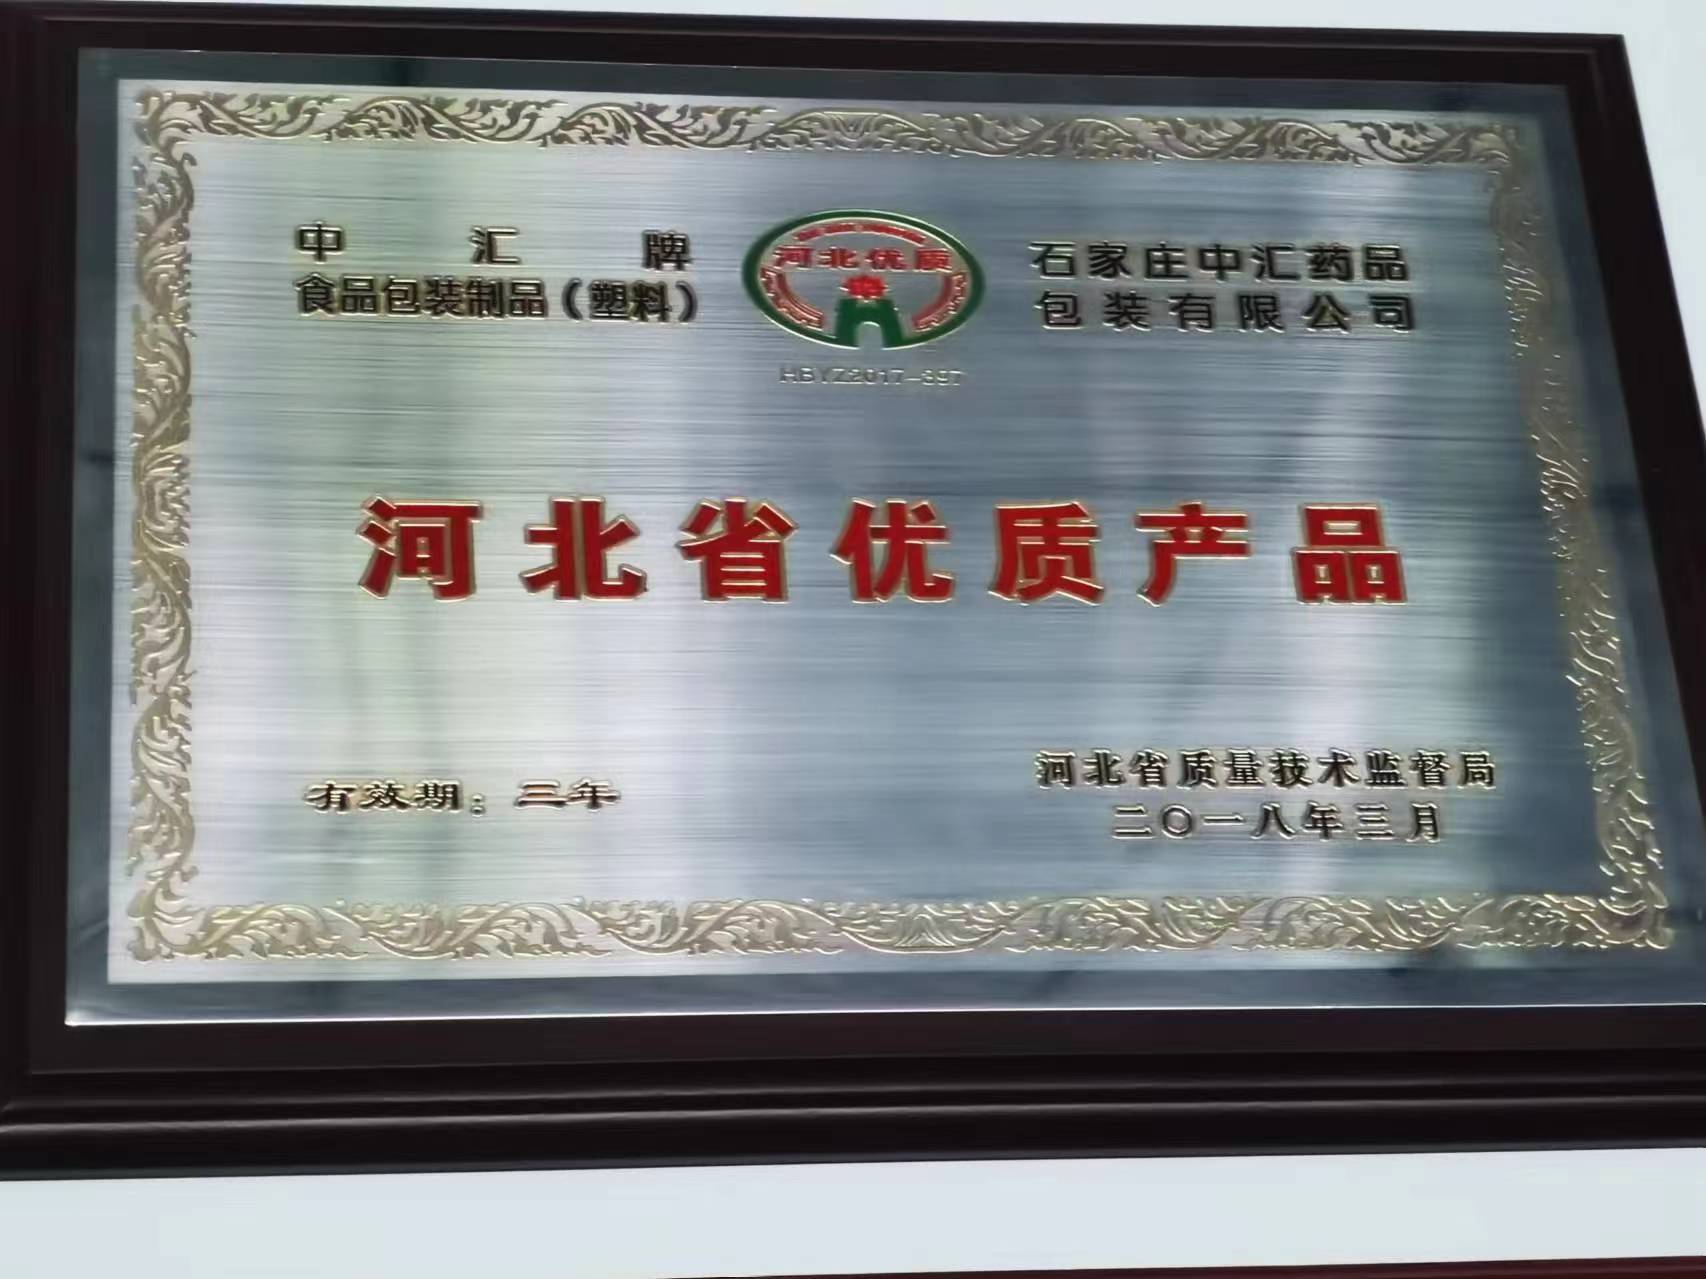 中汇牌
食品包装制品（塑料）
河北优质
HBYZ2017-397
石家庄中汇药品
包装有限公司
河北省优质产品
有效期：三年
河北省质量技术监督局
二〇一八年三月